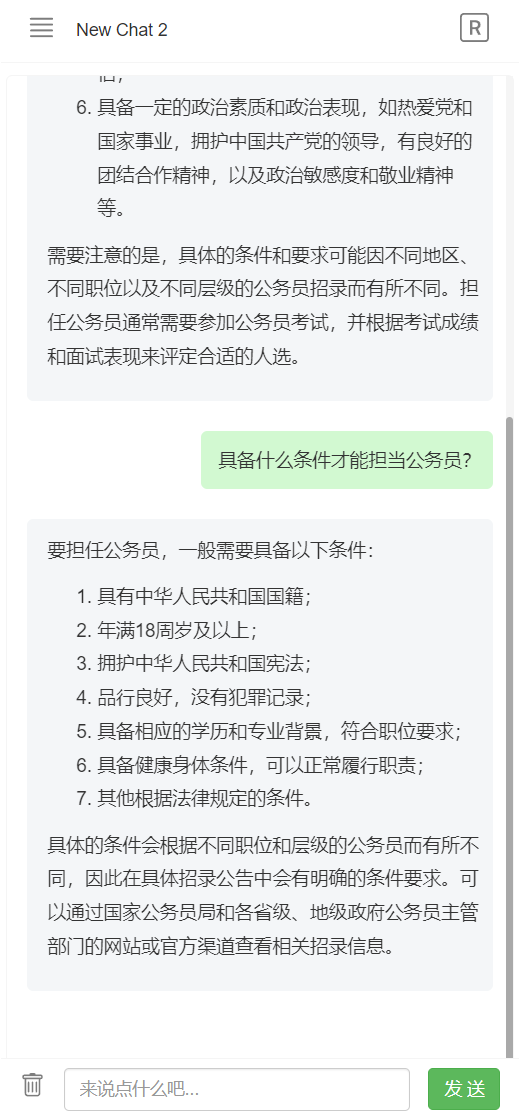 New Chat 2
R
6. 具备一定的政治素质和政治表现，如热爱党和
国家事业，拥护中国共产党的领导，有良好的
团结合作精神，以及政治敏感度和敬业精神
等。
需要注意的是，具体的条件和要求可能因不同地区、
不同职位以及不同层级的公务员招录而有所不同。担
任公务员通常需要参加公务员考试，并根据考试成绩
和面试表现来评定合适的人选。
具备什么条件才能担当公务员？
要担任公务员，一般需要具备以下条件：
1. 具有中华人民共和国国籍；
2. 年满18周岁及以上；
3. 拥护中华人民共和国宪法；
4. 品行良好，没有犯罪记录；
5. 具备相应的学历和专业背景，符合职位要求；
6. 具备健康身体条件，可以正常履行职责；
7. 其他根据法律规定的条件。
具体的条件会根据不同职位和层级的公务员而有所不
同，因此在具体招录公告中会有明确的条件要求。可
以通过国家公务员局和各省级、地级政府公务员主管
部门的网站或官方渠道查看相关招录信息。
来说点什么吧...
发送